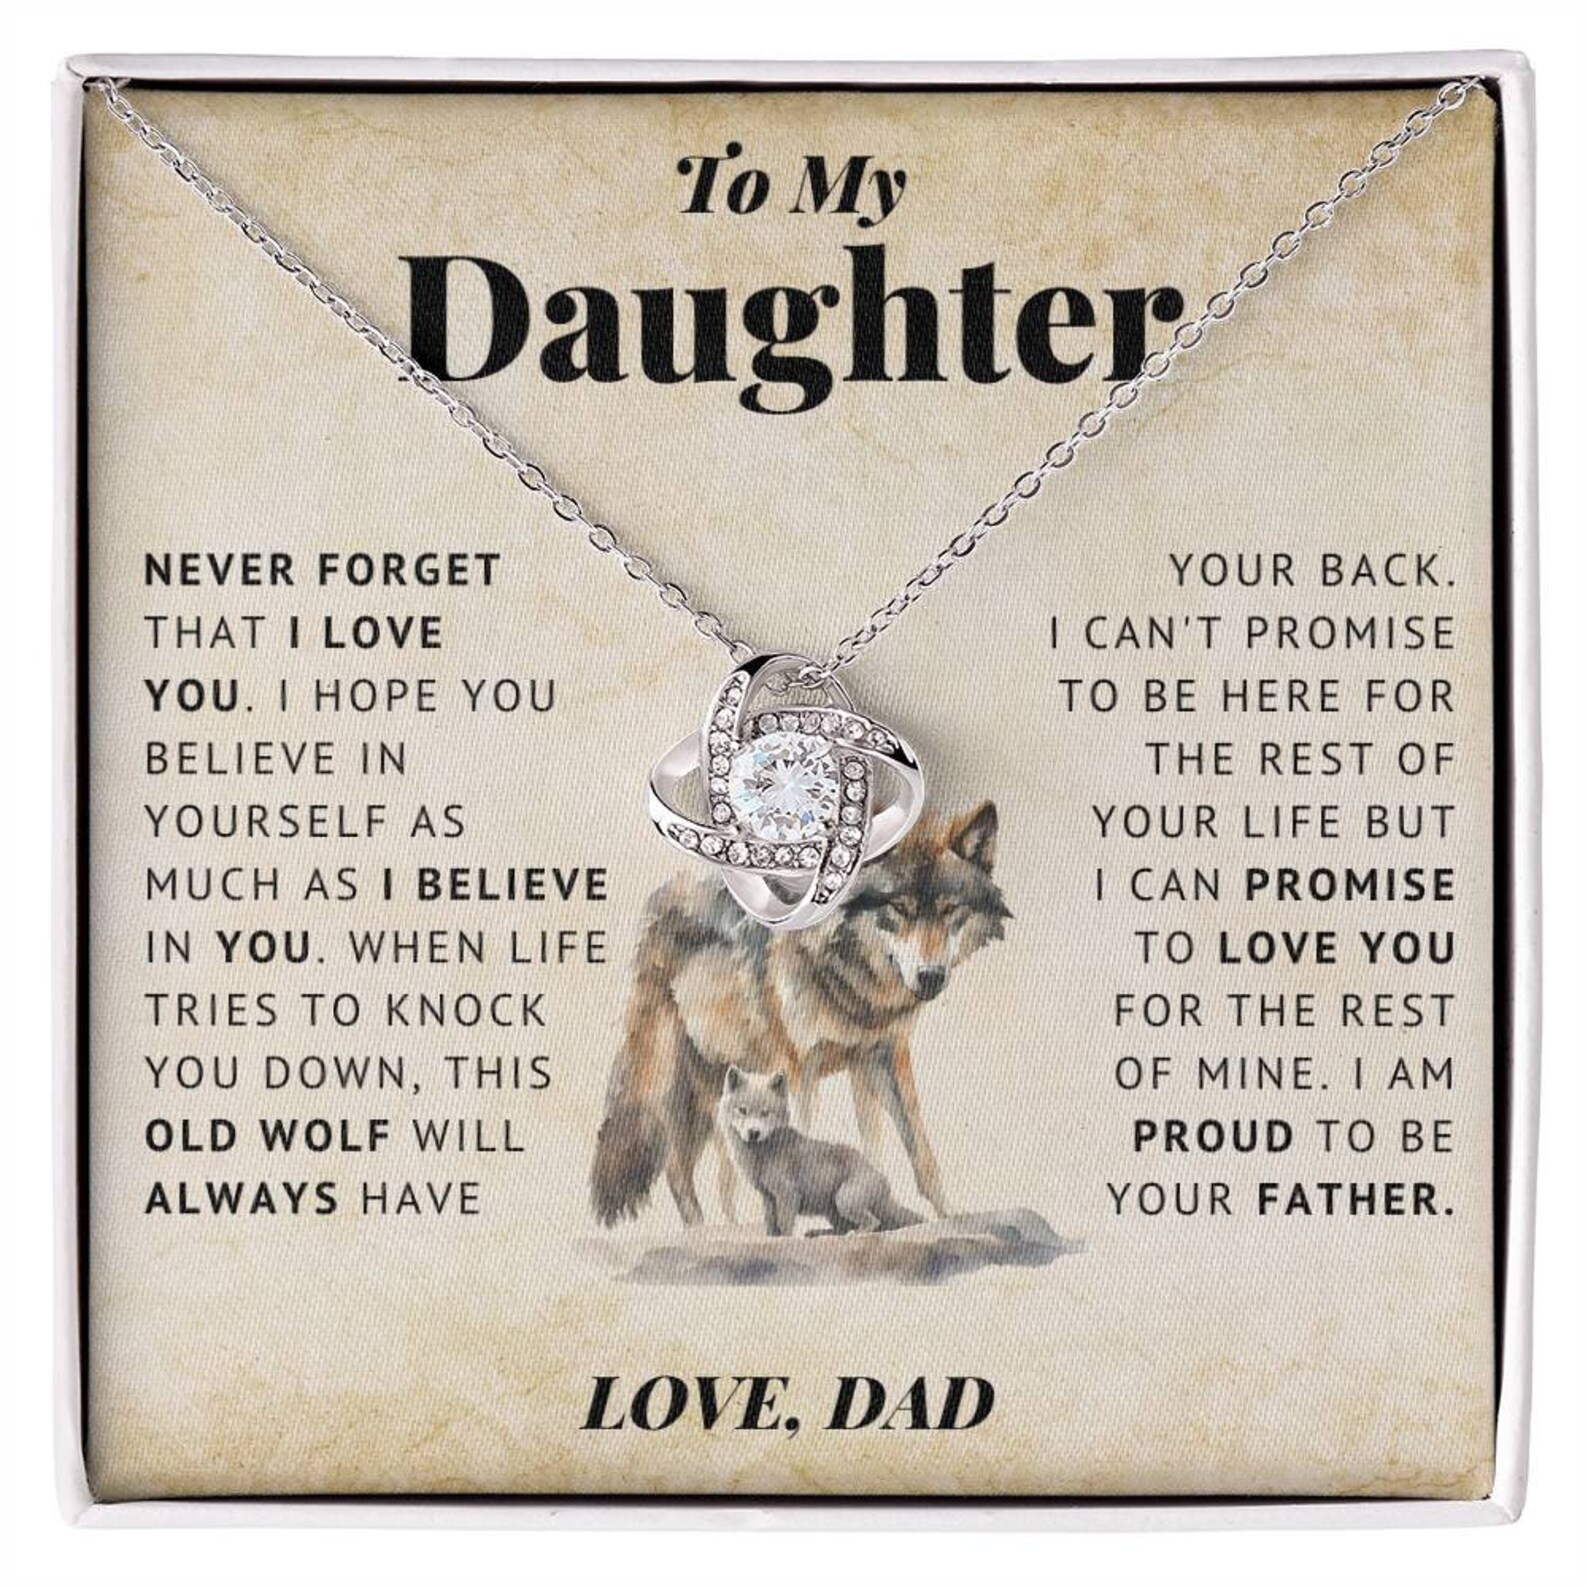 To My
Daughter
NEVER FORGET
THAT I LOVE
YOU. I HOPE YOU
BELIEVE IN
YOURSELF AS
MUCH AS I BELIEVE
IN YOU. WHEN LIFE
TRIES TO KNOCK
YOU DOWN, THIS
OLD WOLF WILL
ALWAYS HAVE
YOUR BACK.
I CAN'T PROMISE
TO BE HERE FOR
THE REST OF
YOUR LIFE BUT
I CAN PROMISE
TO LOVE YOU
FOR THE REST
OF MINE. I AM
PROUD TO BE
YOUR FATHER.
LOVE, DAD